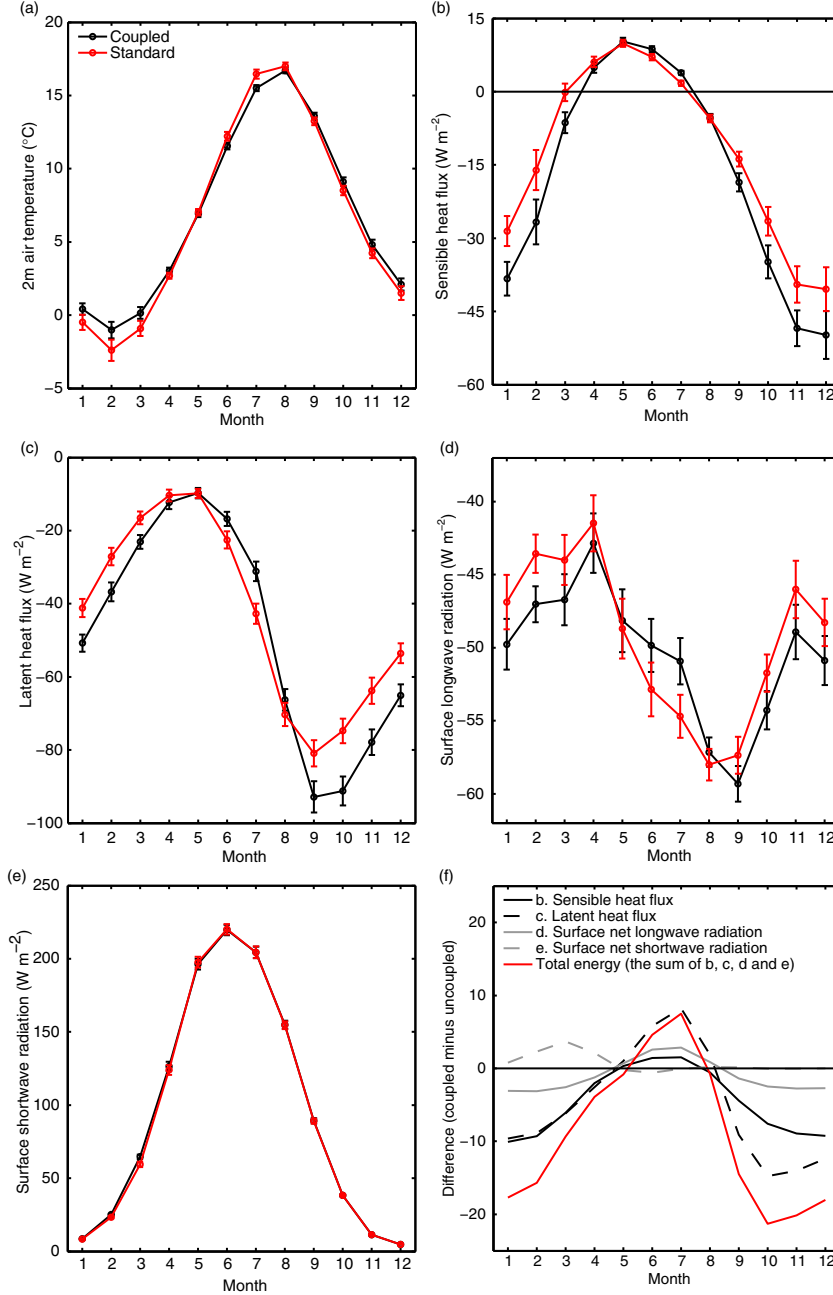 (a)
20
15
10
5
0
−5
2m air temperature (°C)
Coupled
Standard
1 2 3 4 5 6 7 8 9 10 11 12
Month
(b)
15
0
−15
−30
−45
−60
Sensible heat flux (W m−2)
1 2 3 4 5 6 7 8 9 10 11 12
Month
(c)
0
−20
−40
−60
−80
−100
Latent heat flux (W m−2)
1 2 3 4 5 6 7 8 9 10 11 12
Month
(d)
−40
−45
−50
−55
−60
Surface longwave radiation (W m−2)
1 2 3 4 5 6 7 8 9 10 11 12
Month
(e)
250
200
150
100
50
0
Surface shortwave radiation (W m−2)
1 2 3 4 5 6 7 8 9 10 11 12
Month
(f)
20
10
0
−10
−20
Difference (coupled minus uncoupled)
b. Sensible heat flux
c. Latent heat flux
d. Surface net longwave radiation
e. Surface net shortwave radiation
Total energy (the sum of b, c, d and e)
1 2 3 4 5 6 7 8 9 10 11 12
Month